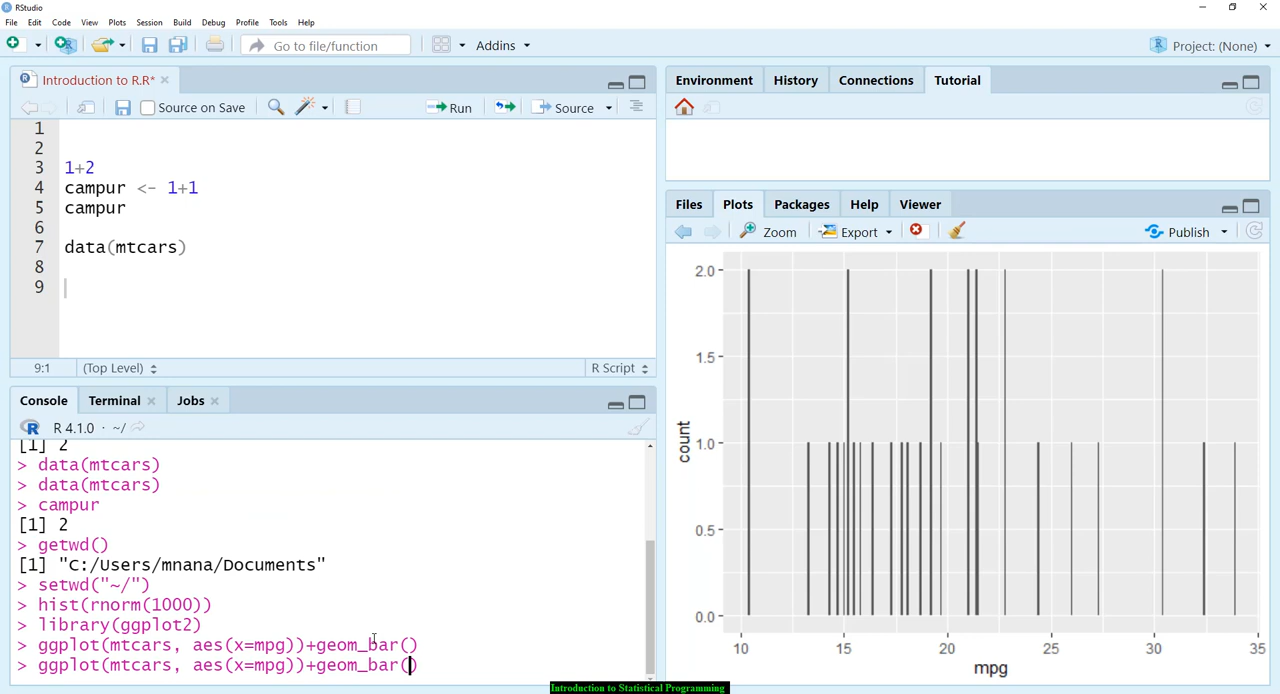 RStudio
File Edit Code View Plots Session Build Debug Profile Tools Help
Go to file/function Addins Project: (None)
Introduction to R.R*
Source on Save Run Source
1
2
3 1+2
4 campur <- 1+1
5 campur
6
7 data(mtcars)
8
9
9:1 (Top Level) R Script
Console Terminal Jobs
R 4.1.0 · ~/
[1] 2
> data(mtcars)
> data(mtcars)
> campur
[1] 2
> getwd()
[1] "C:/Users/mnana/Documents"
> setwd("~/")
> hist(rnorm(1000))
> library(ggplot2)
> ggplot(mtcars, aes(x=mpg))+geom_bar()
> ggplot(mtcars, aes(x=mpg))+geom_bar()
Environment History Connections Tutorial
Files Plots Packages Help Viewer
Zoom Export Publish
2.0
1.5
1.0
0.5
0.0
count
10 15 20 25 30 35
mpg
Introduction to Statistical Programming